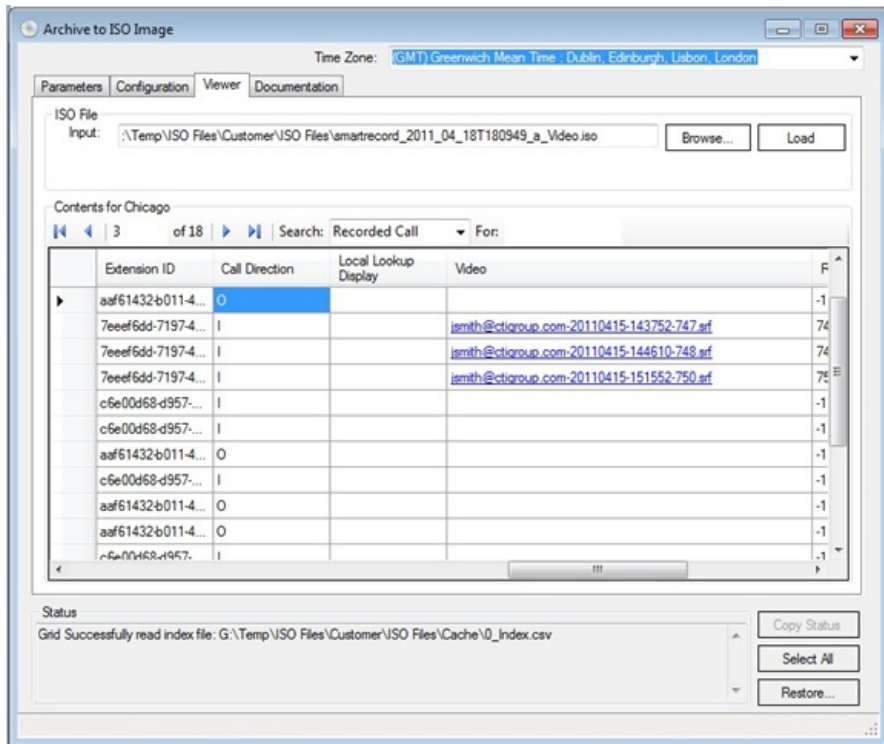 Archive to ISO Image
Time Zone: (GMT) Greenwich Mean Time : Dublin, Edinburgh, Lisbon, London
Parameters Configuration Viewer Documentation
ISO File
Input: :\Temp\ISO Files\Customer\ISO Files\smartrecord_2011_04_18T180949_a_Video.iso Browse... Load
Contents for Chicago
3 of 18 Search: Recorded Call For:
Extension ID Call Direction Local Lookup Display Video
aaf61432-b011-4... O -1
7eeef6dd-7197-4... I jsmith@ctigroup.com-20110415-143752-747.srf 74
7eeef6dd-7197-4... I jsmith@ctigroup.com-20110415-144610-748.srf 74
7eeef6dd-7197-4... I jsmith@ctigroup.com-20110415-151552-750.srf 75
c6e00d68-d957-... I -1
c6e00d68-d957-... I -1
aaf61432-b011-4... O -1
c6e00d68-d957-... I -1
aaf61432-b011-4... O -1
aaf61432-b011-4... O -1
c6e00d68-d957-... I -1
Status
Grid Successfully read index file: G:\Temp\ISO Files\Customer\ISO Files\Cache\0_Index.csv
Copy Status
Select All
Restore...